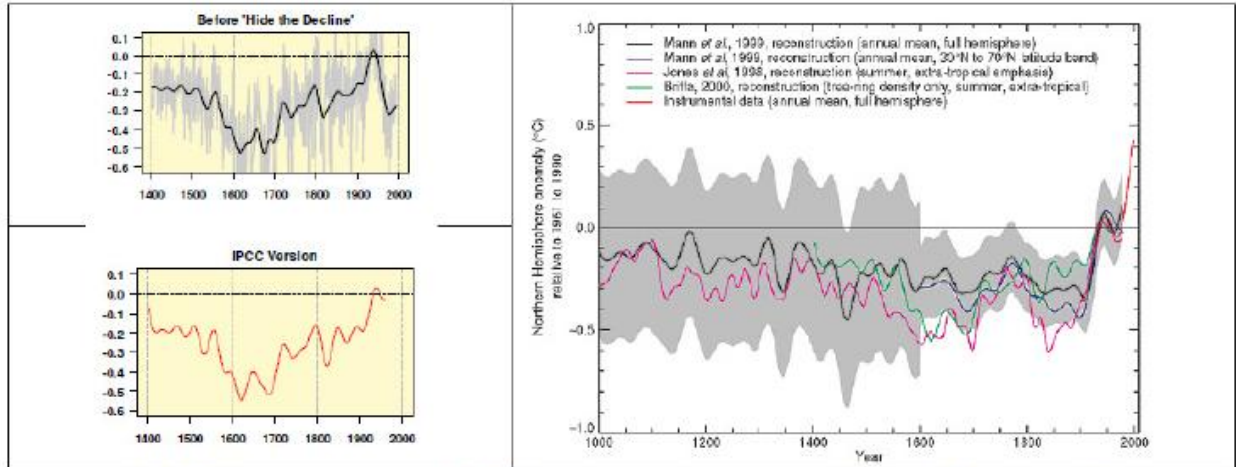 Before 'Hide the Decline'
0.1
0.0
-0.1
-0.1
-0.2
-0.3
-0.4
-0.5
-0.6
1400 1500 1600 1700 1800 1900 2000
IPCC Version
0.1
0.0
-0.1
-0.2
-0.3
-0.4
-0.5
-0.6
1400 1600 1800 2000
Mann et al., 1999, reconstruction (annual mean, full hemisphere)
Mann et al., 1999, reconstruction (annual mean, 30°N to 70°N latitude band)
Jones et al., 1998, reconstruction (summer, extra-tropical emphasis)
Briffa, 2000, reconstruction (tree-ring density only, summer, extra-tropical)
Instrumental data (annual mean, full hemisphere)
Northern Hemisphere anomaly (°C)
relative to 1961 to 1990
1.0
0.5
0.0
-0.5
-1.0
1000 1200 1400 1600 1800 2000
Year